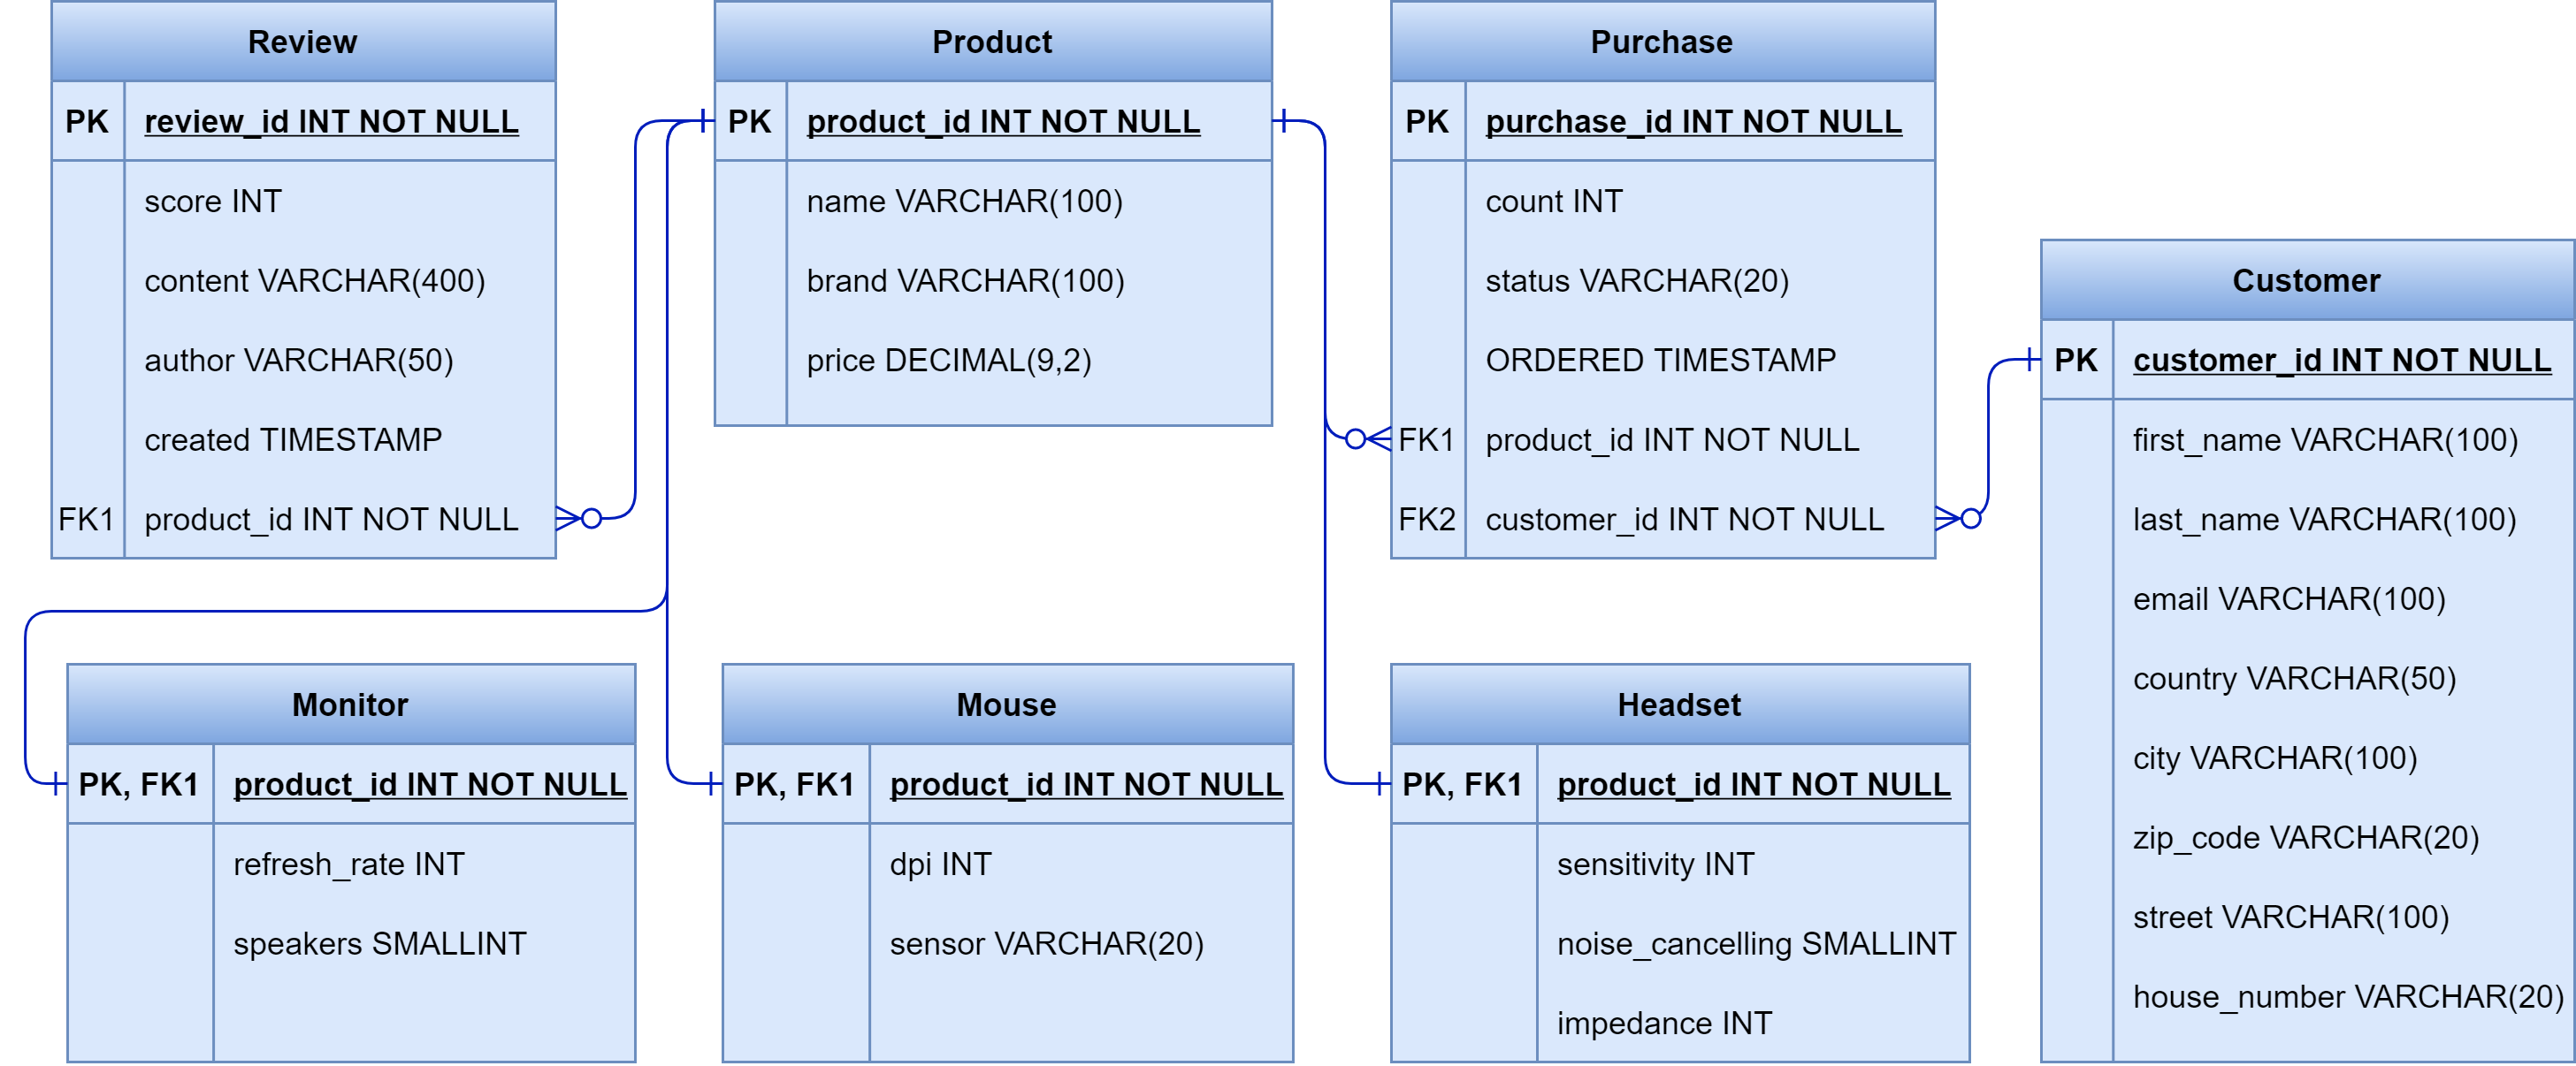 Review
PK review_id INT NOT NULL
score INT
content VARCHAR(400)
author VARCHAR(50)
created TIMESTAMP
FK1 product_id INT NOT NULL
Product
PK product_id INT NOT NULL
name VARCHAR(100)
brand VARCHAR(100)
price DECIMAL(9,2)
Purchase
PK purchase_id INT NOT NULL
count INT
status VARCHAR(20)
ORDERED TIMESTAMP
FK1 product_id INT NOT NULL
FK2 customer_id INT NOT NULL
Customer
PK customer_id INT NOT NULL
first_name VARCHAR(100)
last_name VARCHAR(100)
email VARCHAR(100)
country VARCHAR(50)
city VARCHAR(100)
zip_code VARCHAR(20)
street VARCHAR(100)
house_number VARCHAR(20)
Monitor
PK, FK1 product_id INT NOT NULL
refresh_rate INT
speakers SMALLINT
Mouse
PK, FK1 product_id INT NOT NULL
dpi INT
sensor VARCHAR(20)
Headset
PK, FK1 product_id INT NOT NULL
sensitivity INT
noise_cancelling SMALLINT
impedance INT